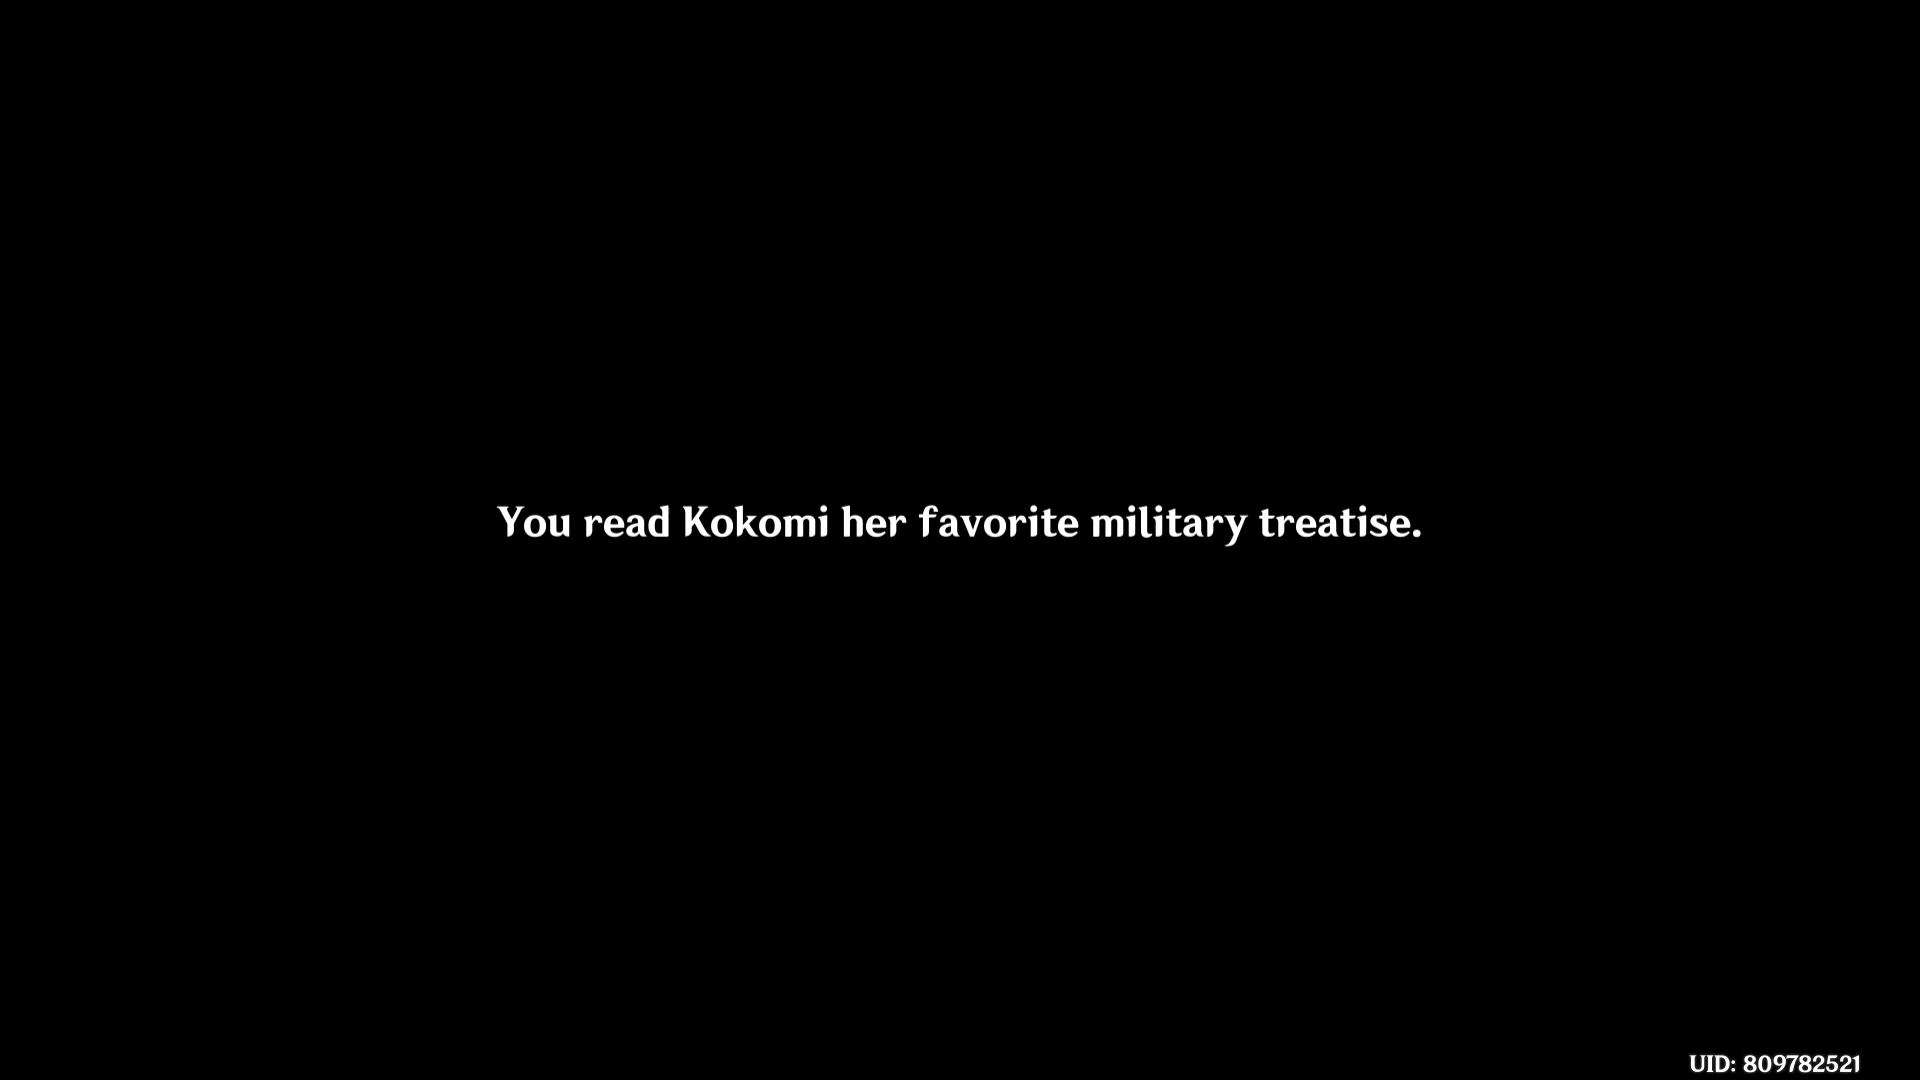 You read Kokomi her favorite military treatise.
UID: 809782521